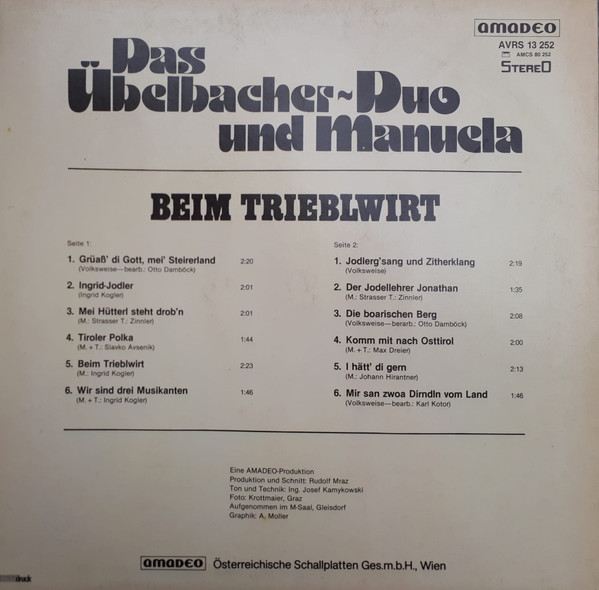 amadeo
AVRS 13 252
AMCS 80 252
STEREO
Das
Übelbacher~Duo
und Manuela
BEIM TRIEBLWIRT
Seite 1:
1. Grüaß' di Gott, mei' Steirerland 2:20
(Volksweise—bearb.: Otto Damböck)
2. Ingrid-Jodler 2:01
(Ingrid Kogler)
3. Mei Hütterl steht drob'n 2:01
(M.: Strasser T.: Zinnler)
4. Tiroler Polka 1:44
(M. + T.: Slavko Avsenik)
5. Beim Trieblwirt 2:23
(M.: Ingrid Kogler)
6. Wir sind drei Musikanten 1:46
(M. + T.: Ingrid Kogler)
Seite 2:
1. Jodlerg'sang und Zitherklang 2:19
(Volksweise)
2. Der Jodellehrer Jonathan 1:35
(M.: Strasser T.: Zinnler)
3. Die boarischen Berg 2:08
(Volksweise—berarb.: Otto Damböck)
4. Komm mit nach Osttirol 2:00
(M. + T.: Max Dreier)
5. I hätt' di gern 2:13
(M.: Johann Hirantner)
6. Mir san zwoa Dirndln vom Land 1:46
(Volksweise—bearb.: Karl Kotor)
Eine AMADEO-Produktion
Produktion und Schnitt: Rudolf Mraz
Ton und Technik: Ing. Josef Kamykowski
Foto: Krottmaier, Graz
Aufgenommen im M-Saal, Gleisdorf
Graphik: A. Moller
amadeo Österreichische Schallplatten Ges.m.b.H., Wien
druck